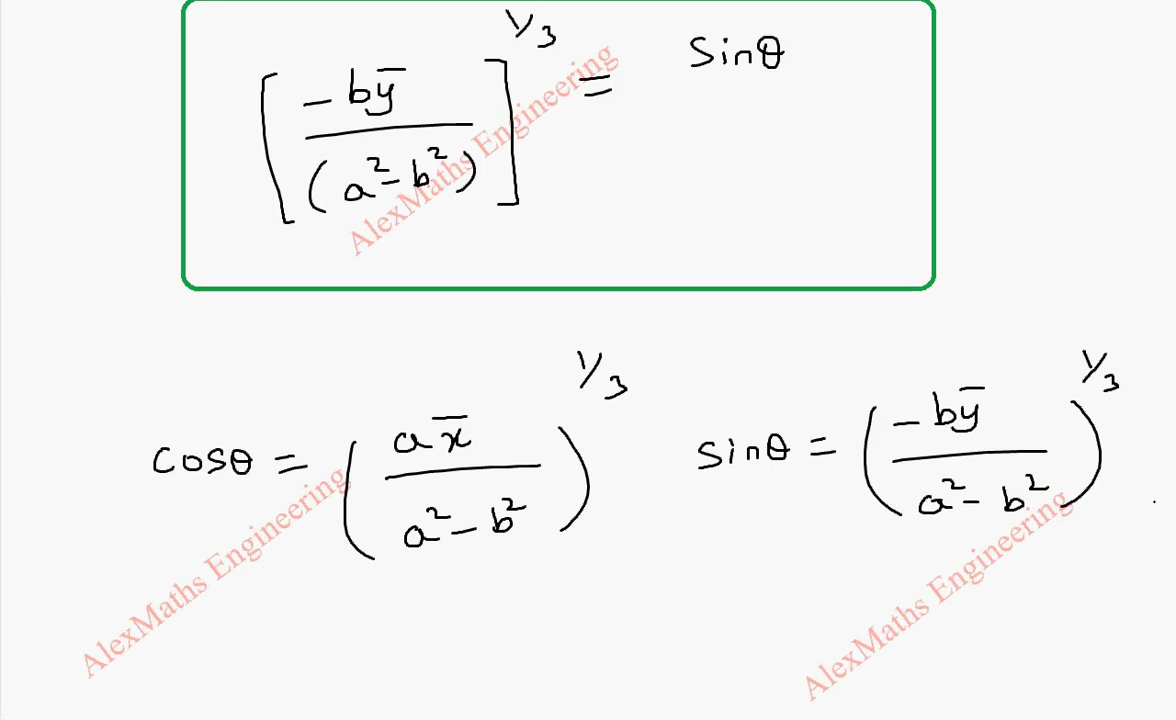 [ -bȳ / (a² - b²) ]^1/3 = Sinθ
AlexMaths Engineering
Cosθ = ( ax̄ / a² - b² )^1/3    Sinθ = ( -bȳ / a² - b² )^1/3
AlexMaths Engineering
AlexMaths Engineering